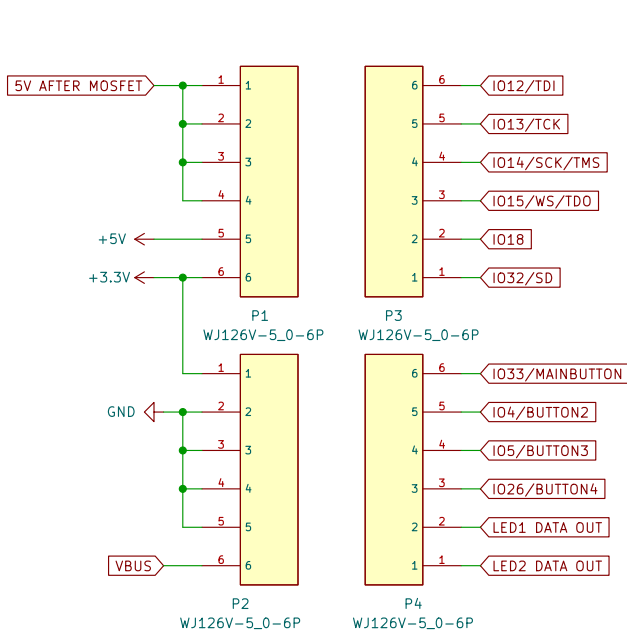 5V AFTER MOSFET 1 1 6 6 IO12/TDI
2 2 5 5 IO13/TCK
3 3 4 4 IO14/SCK/TMS
4 4 3 3 IO15/WS/TDO
+5V 5 5 2 2 IO18
+3.3V 6 6 1 1 IO32/SD
P1 P3
WJ126V-5_0-6P WJ126V-5_0-6P
1 1 6 6 IO33/MAINBUTTON
GND 2 2 5 5 IO4/BUTTON2
3 3 4 4 IO5/BUTTON3
4 4 3 3 IO26/BUTTON4
5 5 2 2 LED1 DATA OUT
VBUS 6 6 1 1 LED2 DATA OUT
P2 P4
WJ126V-5_0-6P WJ126V-5_0-6P